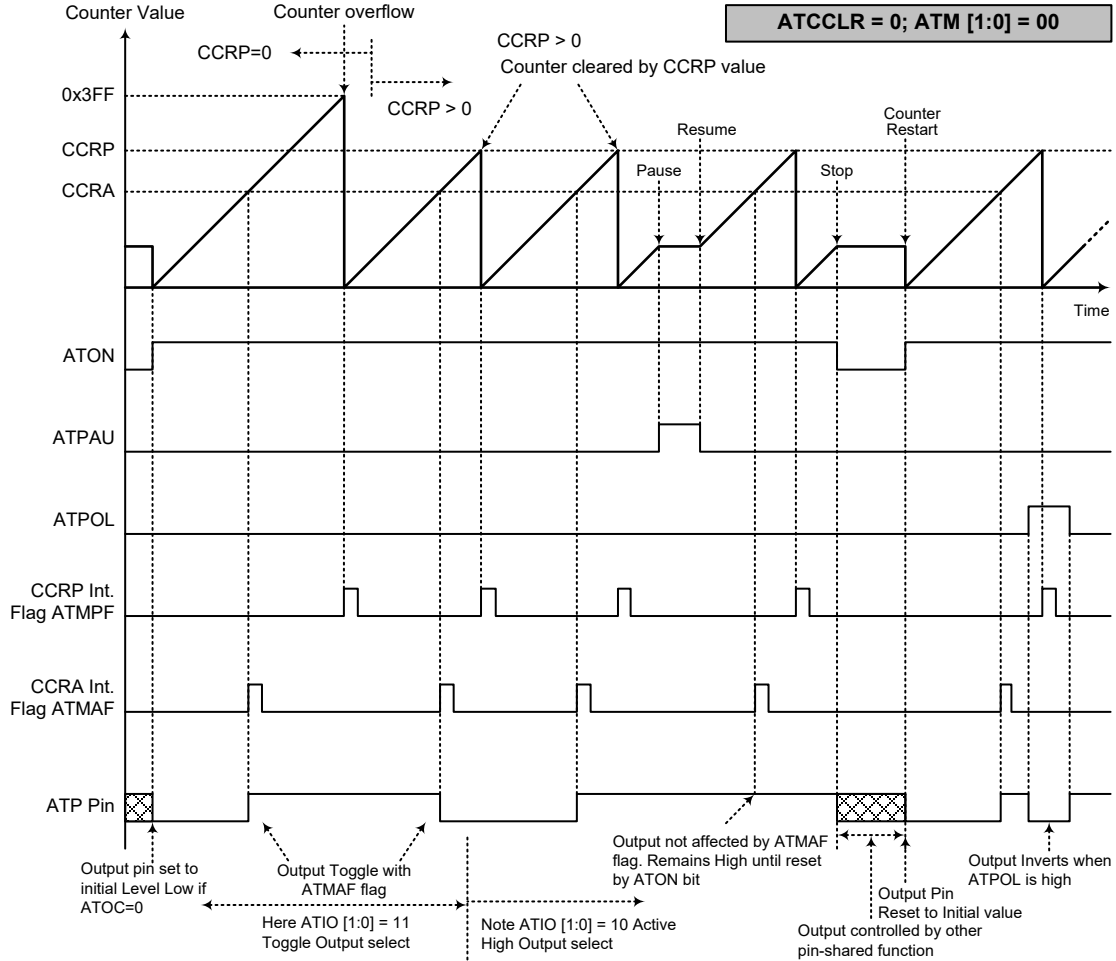 Counter Value
Counter overflow
ATCCLR = 0; ATM [1:0] = 00
CCRP=0
CCRP > 0
CCRP > 0
Counter cleared by CCRP value
0x3FF
CCRP
CCRA
Pause
Resume
Stop
Counter
Restart
Time
ATON
ATPAU
ATPOL
CCRP Int.
Flag ATMPF
CCRA Int.
Flag ATMAF
ATP Pin
Output pin set to
initial Level Low if
ATOC=0
Output Toggle with
ATMAF flag
Here ATIO [1:0] = 11
Toggle Output select
Note ATIO [1:0] = 10 Active
High Output select
Output not affected by ATMAF
flag. Remains High until reset
by ATON bit
Output controlled by other
pin-shared function
Output Pin
Reset to Initial value
Output Inverts when
ATPOL is high